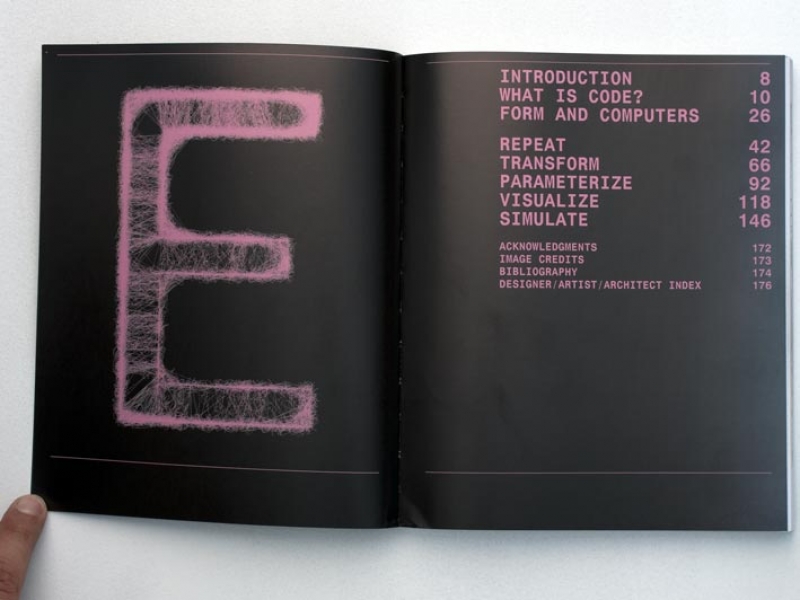 E
INTRODUCTION 8
WHAT IS CODE? 10
FORM AND COMPUTERS 26
REPEAT 42
TRANSFORM 66
PARAMETERIZE 92
VISUALIZE 118
SIMULATE 146
ACKNOWLEDGMENTS 172
IMAGE CREDITS 173
BIBLIOGRAPHY 174
DESIGNER/ARTIST/ARCHITECT INDEX 176